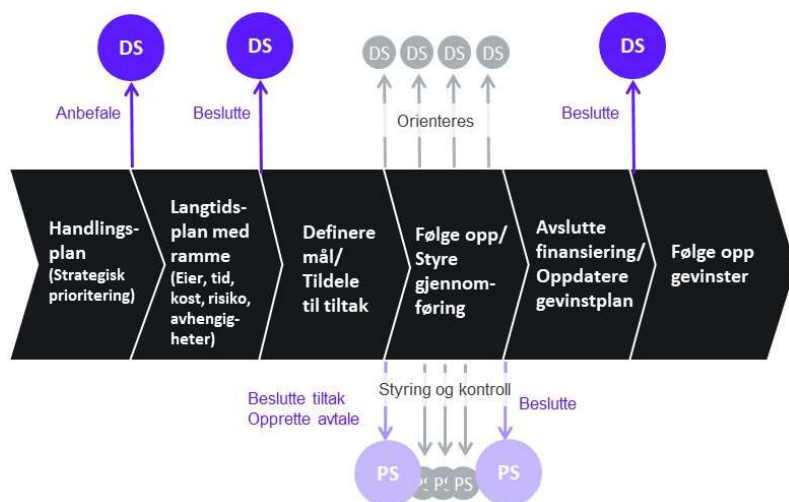 DS
DS
DS
DS
DS
DS
DS
Anbefale
Beslutte
Orienteres
Beslutte
Handlings-
plan
(Strategisk
prioritering)
Langtids-
plan med
ramme
(Eier, tid,
kost, risiko,
avhengig-
heter)
Definere
mål/
Tildele
til tiltak
Følge opp/
Styre
gjennom-
føring
Avslutte
finansiering/
Oppdatere
gevinstplan
Følge opp
gevinster
Beslutte tiltak
Opprette avtale
Styring og kontroll
Beslutte
PS
PS
PS
PS
PS